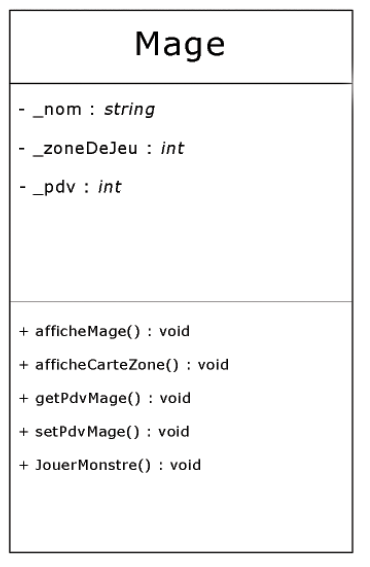 Mage
- _nom : string
- _zoneDeJeu : int
- _pdv : int
+ afficheMage() : void
+ afficheCarteZone() : void
+ getPdvMage() : void
+ setPdvMage() : void
+ JouerMonstre() : void